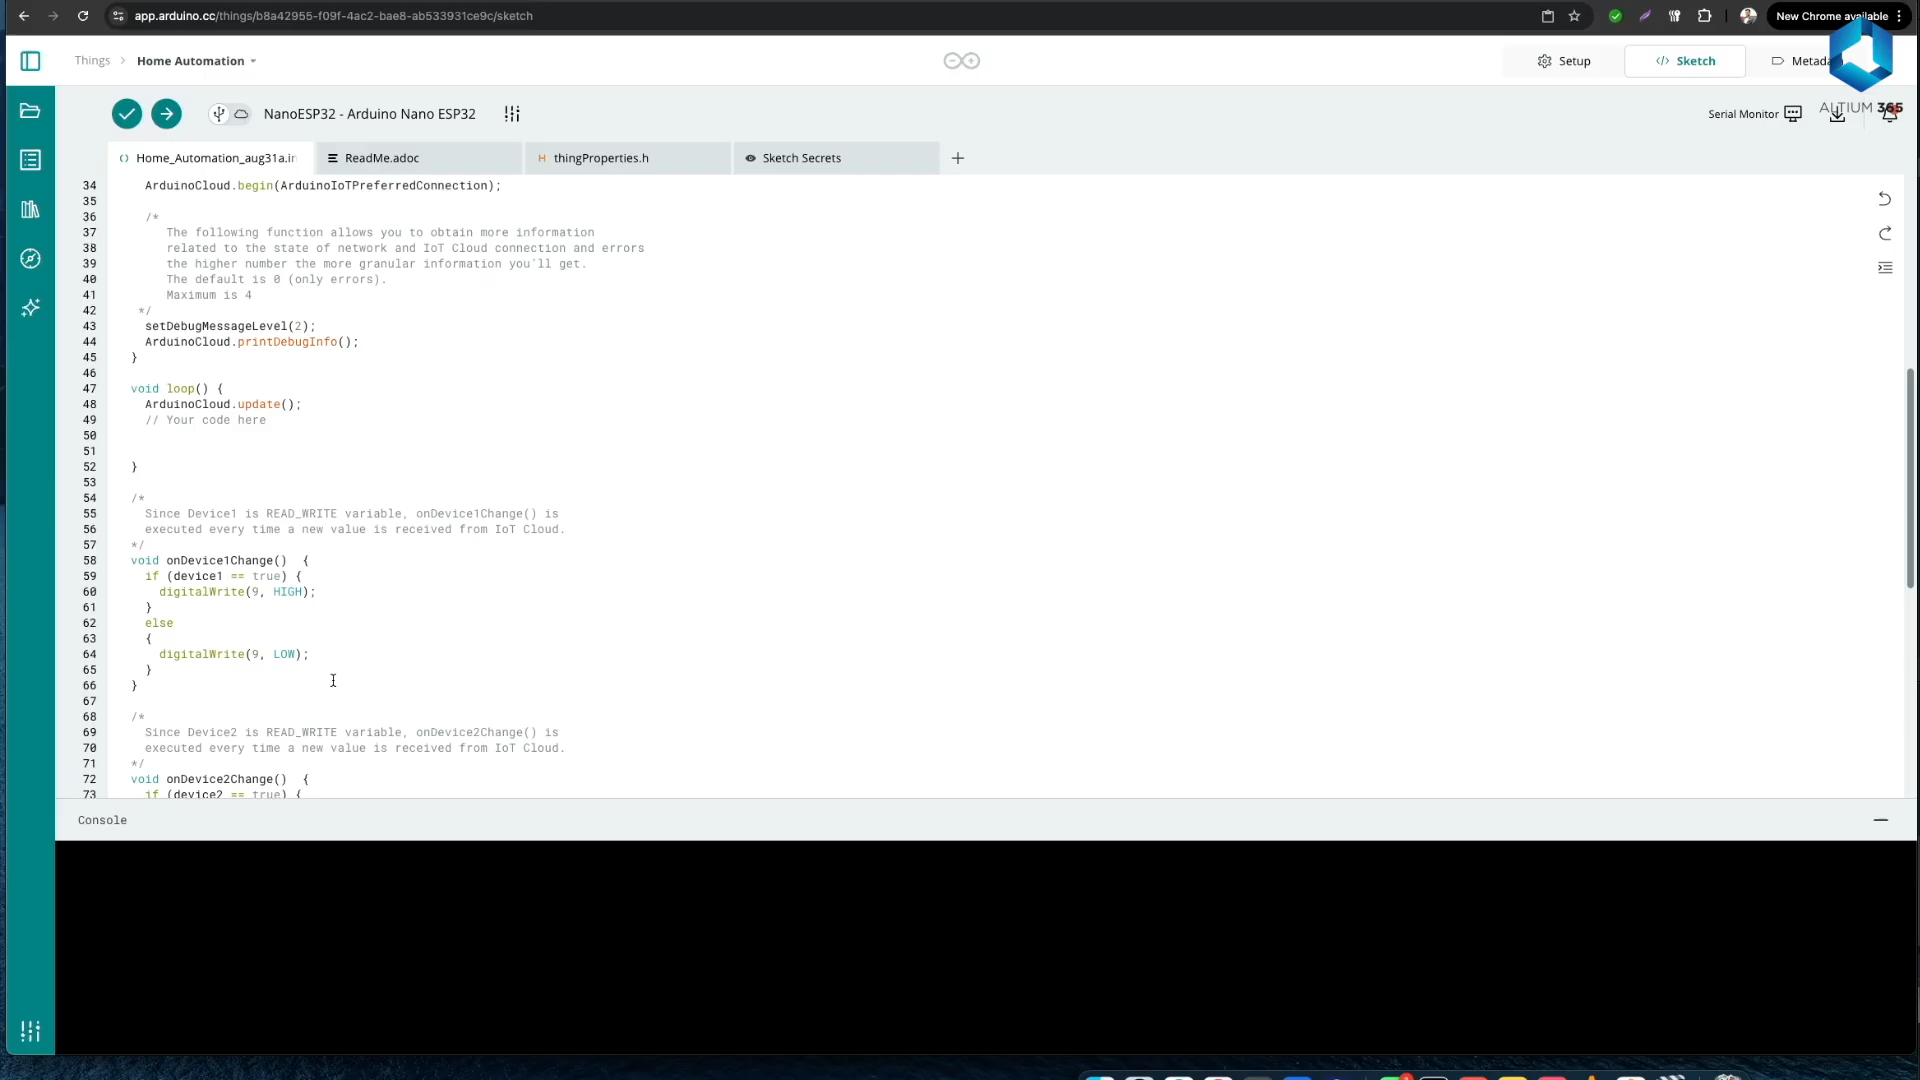 app.arduino.cc/things/b8a42955-f09f-4ac2-bae8-ab533931ce9c/sketch
New Chrome available
Things > Home Automation
Setup
</> Sketch
ALTIUM 365
NanoESP32 - Arduino Nano ESP32
Serial Monitor
Home_Automation_aug31a.in
ReadMe.adoc
H thingProperties.h
Sketch Secrets
34 ArduinoCloud.begin(ArduinoIoTPreferredConnection);
35
36 /*
37 The following function allows you to obtain more information
38 related to the state of network and IoT Cloud connection and errors
39 the higher number the more granular information you'll get.
40 The default is 0 (only errors).
41 Maximum is 4
42 */
43 setDebugMessageLevel(2);
44 ArduinoCloud.printDebugInfo();
45 }
46
47 void loop() {
48 ArduinoCloud.update();
49 // Your code here
50
51
52 }
53
54 /*
55 Since Device1 is READ_WRITE variable, onDevice1Change() is
56 executed every time a new value is received from IoT Cloud.
57 */
58 void onDevice1Change() {
59 if (device1 == true) {
60 digitalWrite(9, HIGH);
61 }
62 else
63 {
64 digitalWrite(9, LOW);
65 }
66 }
67
68 /*
69 Since Device2 is READ_WRITE variable, onDevice2Change() is
70 executed every time a new value is received from IoT Cloud.
71 */
72 void onDevice2Change() {
73 if (device2 == true) {
Console